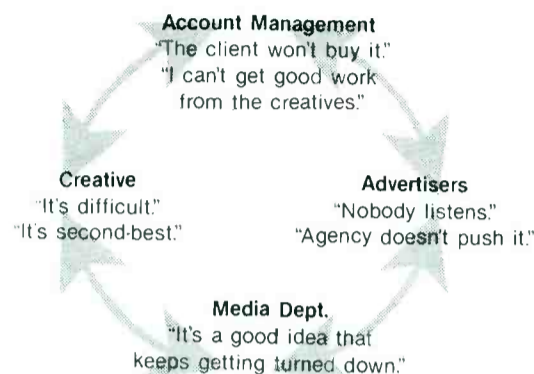 Account Management
"The client won't buy it."
"I can't get good work
from the creatives."
Creative
"It's difficult."
"It's second-best."
Advertisers
"Nobody listens."
"Agency doesn't push it."
Media Dept.
"It's a good idea that
keeps getting turned down."